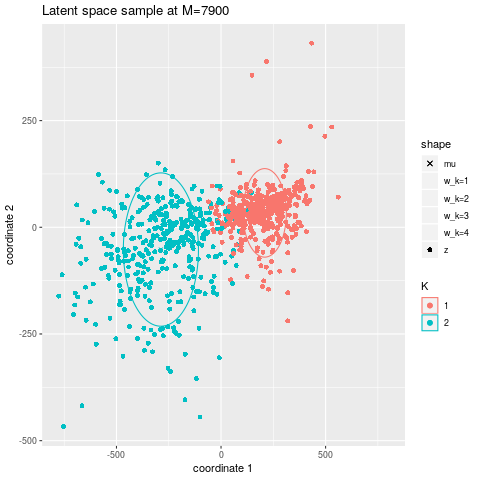 Latent space sample at M=7900
250
0
-250
-500
-500
0
500
coordinate 1
coordinate 2
shape
mu
w_k=1
w_k=2
w_k=3
w_k=4
z
K
1
2